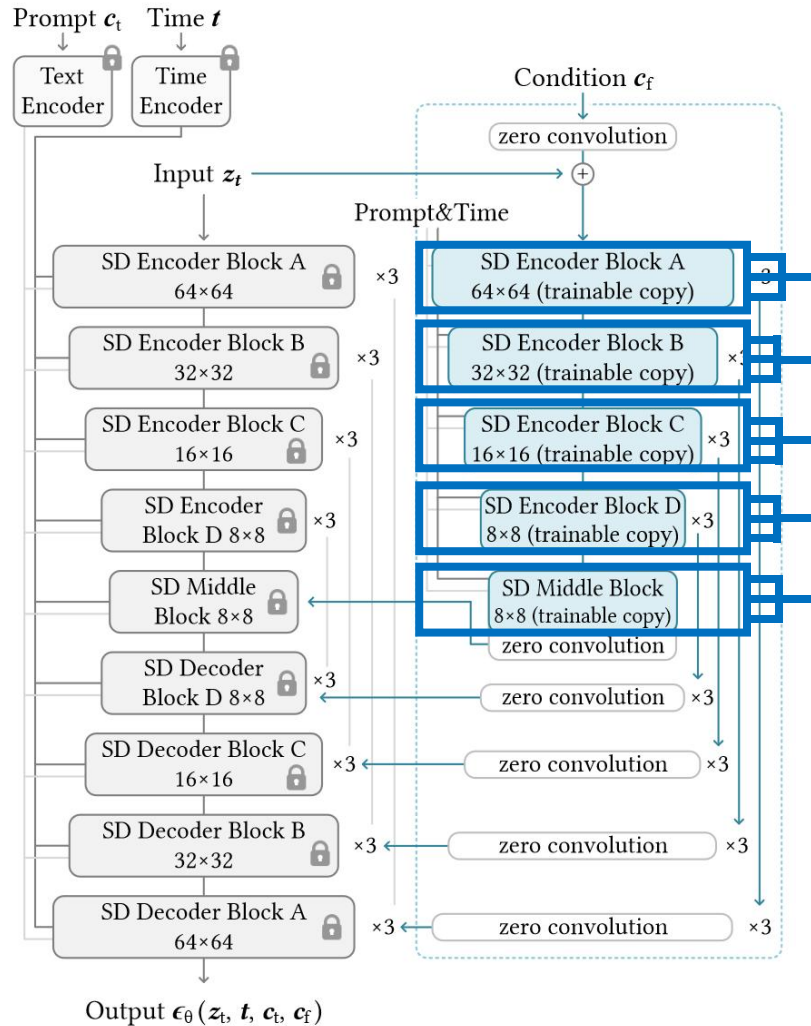 Prompt cₜ
Time t
Text
Encoder
Time
Encoder
Input zₜ
SD Encoder Block A
64×64
×3
SD Encoder Block B
32×32
×3
SD Encoder Block C
16×16
×3
SD Encoder
Block D 8×8
×3
SD Middle
Block 8×8
SD Decoder
Block D 8×8
×3
SD Decoder Block C
16×16
×3
SD Decoder Block B
32×32
×3
SD Decoder Block A
64×64
×3
Output ϵ_θ(zₜ, t, cₜ, c_f)
Condition c_f
zero convolution
+
Prompt&Time
SD Encoder Block A
64×64 (trainable copy)
SD Encoder Block B
32×32 (trainable copy)
×3
SD Encoder Block C
16×16 (trainable copy)
×3
SD Encoder Block D
8×8 (trainable copy)
×3
SD Middle Block
8×8 (trainable copy)
zero convolution
zero convolution
×3
zero convolution
×3
zero convolution
×3
zero convolution
×3